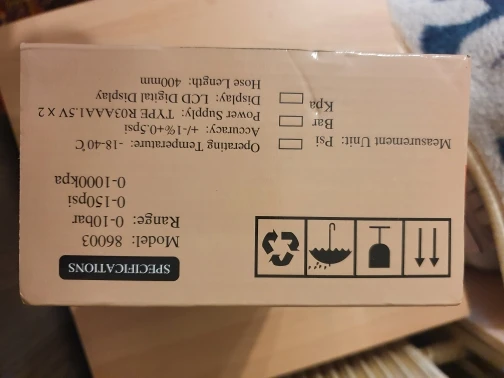 SPECIFICATIONS
Model: 86003
Range: 0-10bar
0-150psi
0-1000kpa
Operating Temperature: -18-40℃
Accuracy: +/-1%+0.5psi
Power Supply: TYPE R03AAA1.5V x 2
Display: LCD Digital Display
Hose Length: 400mm
Measurement Unit: Psi
Bar
Kpa